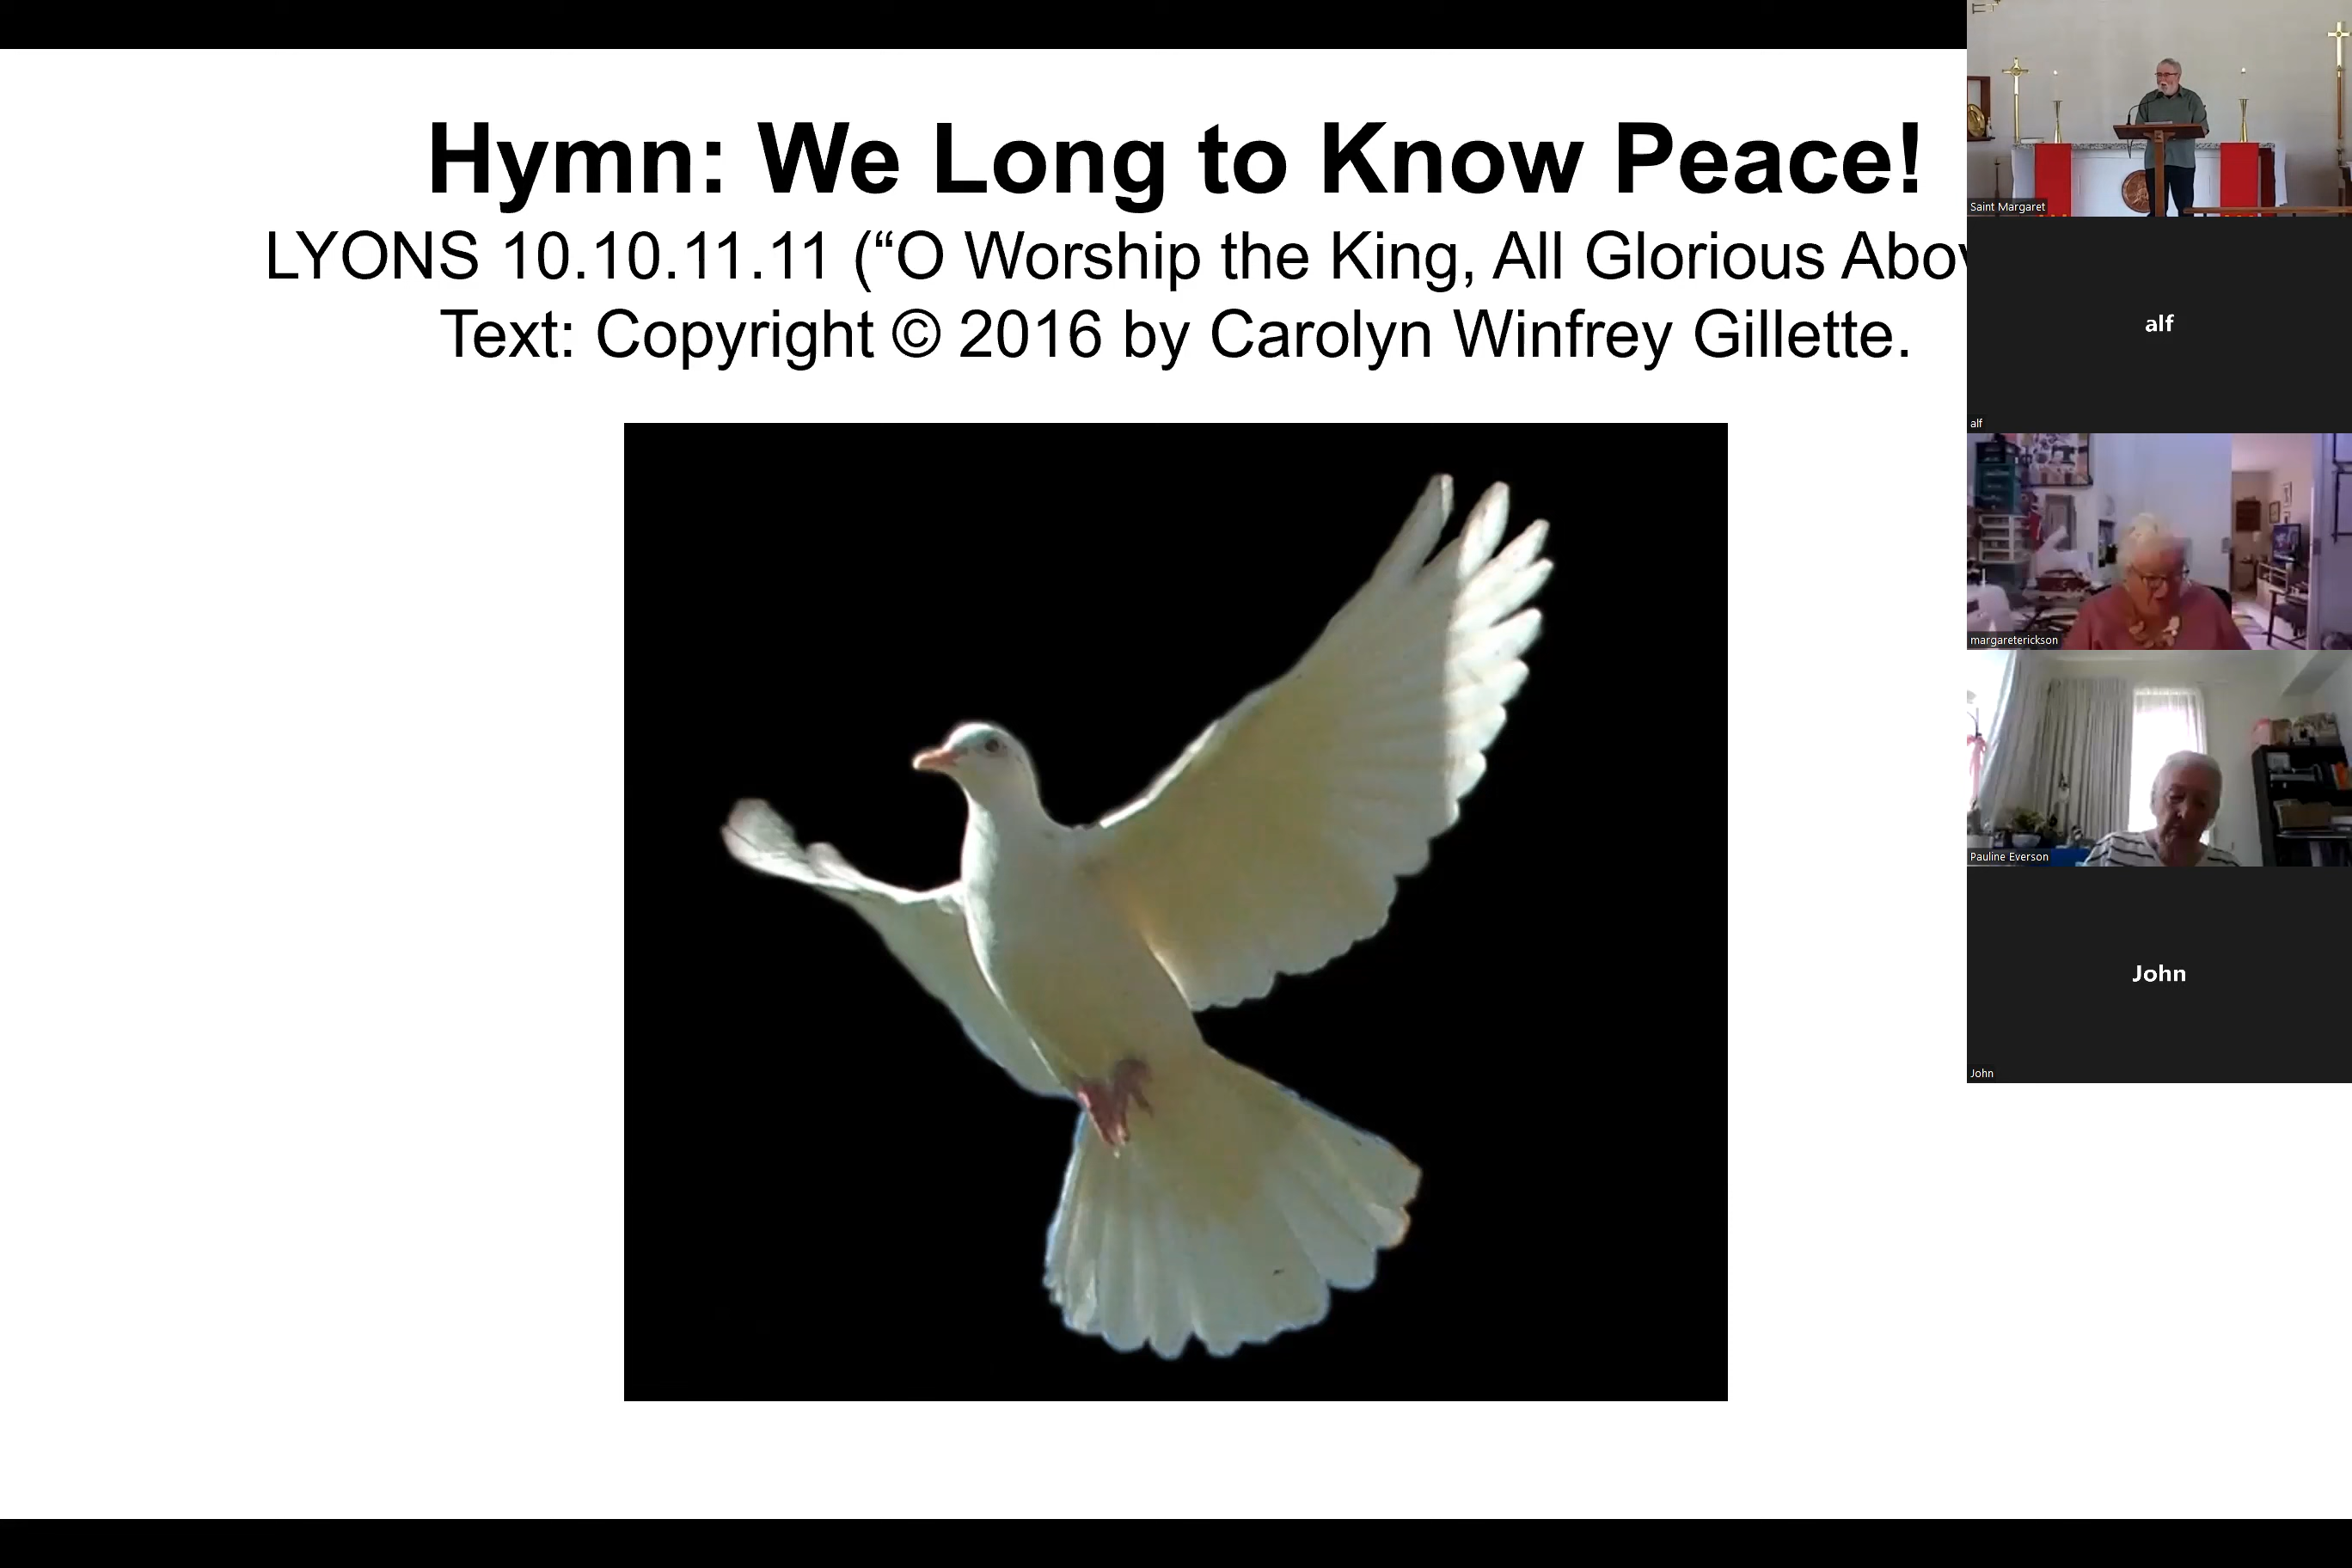 Hymn: We Long to Know Peace!
LYONS 10.10.11.11 (“O Worship the King, All Glorious
Text: Copyright © 2016 by Carolyn Winfrey Gillette.
Saint Margaret
alf
alf
margareterickson
Pauline Everson
John
John